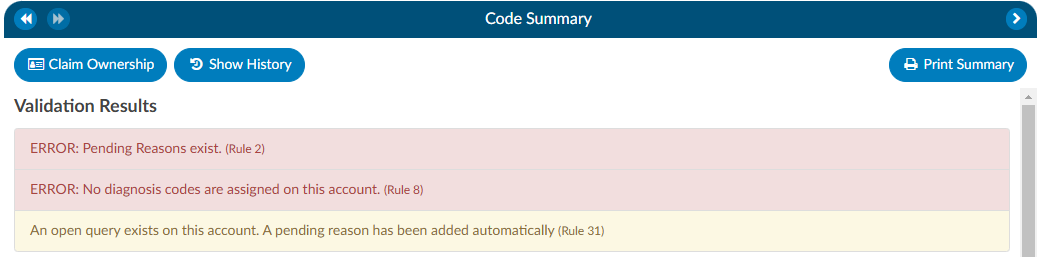 Code Summary
Claim Ownership
Show History
Print Summary
Validation Results
ERROR: Pending Reasons exist. (Rule 2)
ERROR: No diagnosis codes are assigned on this account. (Rule 8)
An open query exists on this account. A pending reason has been added automatically (Rule 31)